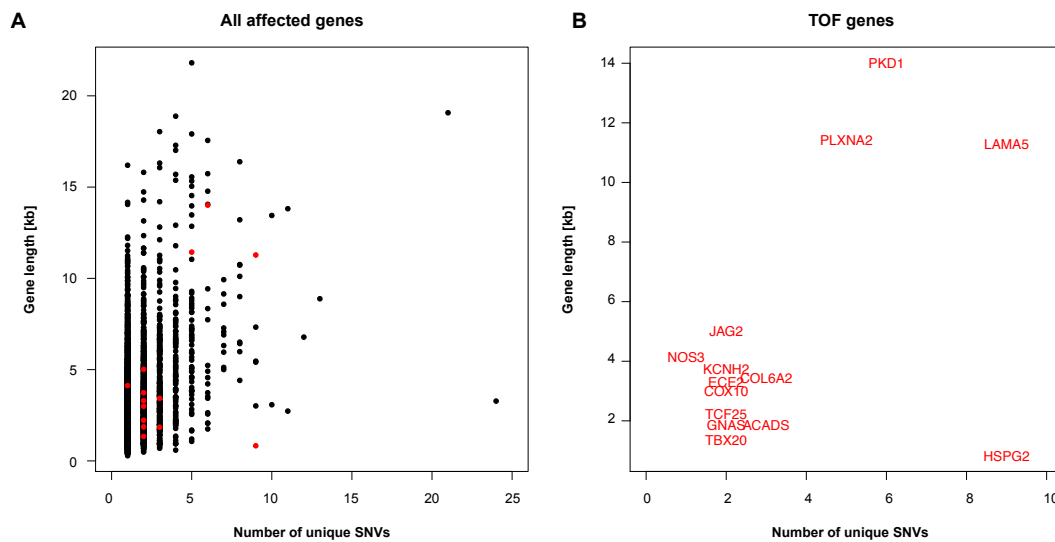 A
All affected genes
Gene length [kb]
20
15
10
5
0
0 5 10 15 20 25
Number of unique SNVs
B
TOF genes
Gene length [kb]
14
12
10
8
6
4
2
PKD1
PLXNA2
LAMA5
JAG2
NOS3
KCNH2
COL6A2
ECE2
COX10
TCF25
GNAS
ACADS
TBX20
HSPG2
0 2 4 6 8 10
Number of unique SNVs